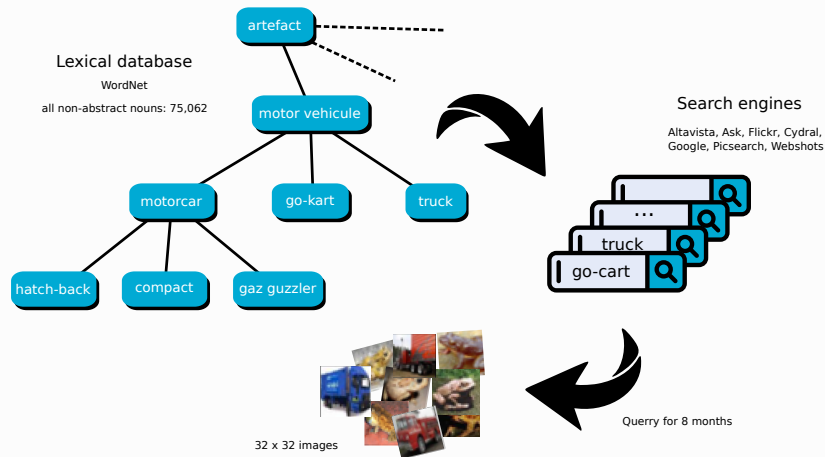 artefact
Lexical database
WordNet
all non-abstract nouns: 75,062
motor vehicule
motorcar
go-kart
truck
hatch-back
compact
gaz guzzler
Search engines
Altavista, Ask, Flickr, Cydral,
Google, Picsearch, Webshots
...
truck
go-cart
Querry for 8 months
32 x 32 images